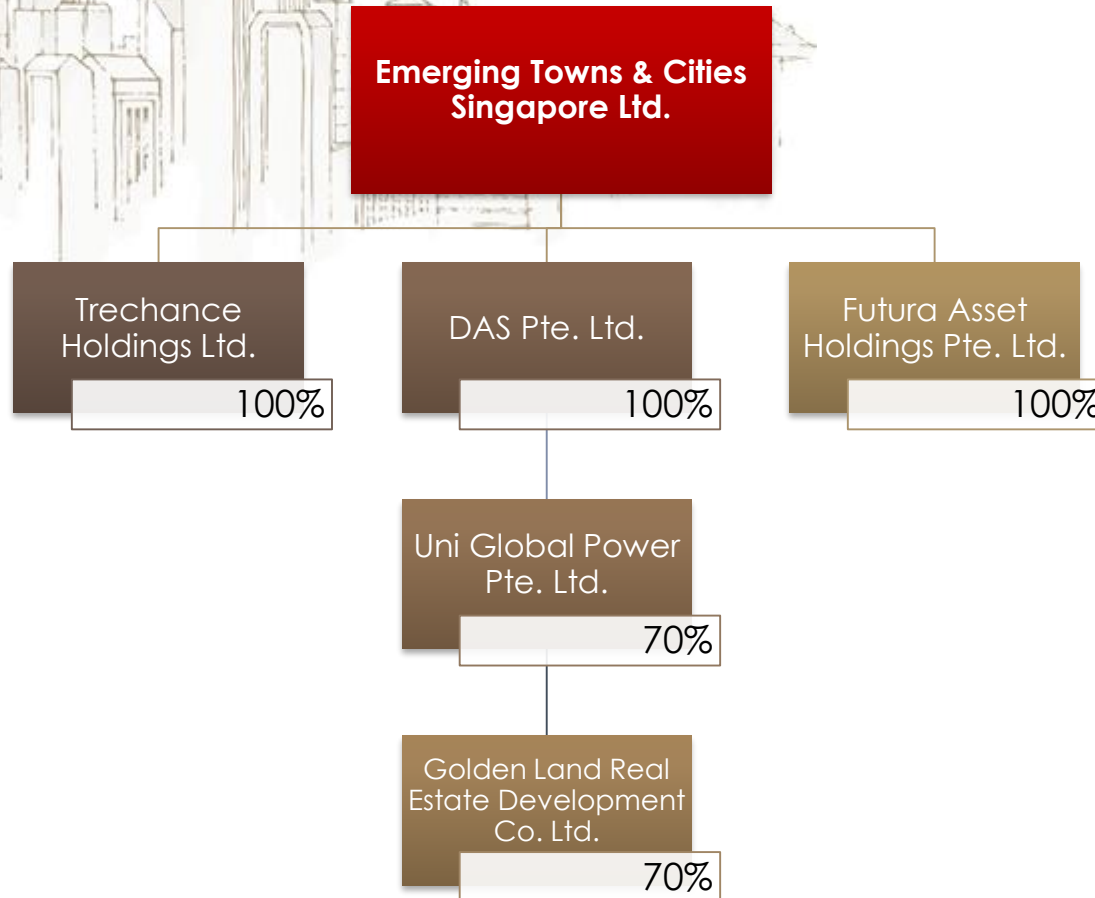 Emerging Towns & Cities
Singapore Ltd.
Trechance
Holdings Ltd.
100%
DAS Pte. Ltd.
100%
Futura Asset
Holdings Pte. Ltd.
100%
Uni Global Power
Pte. Ltd.
70%
Golden Land Real
Estate Development
Co. Ltd.
70%